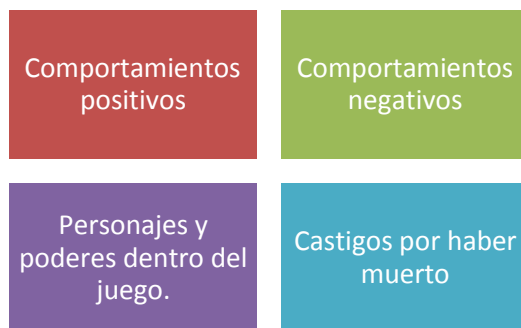 Comportamientos
positivos
Comportamientos
negativos
Personajes y
poderes dentro del
juego.
Castigos por haber
muerto